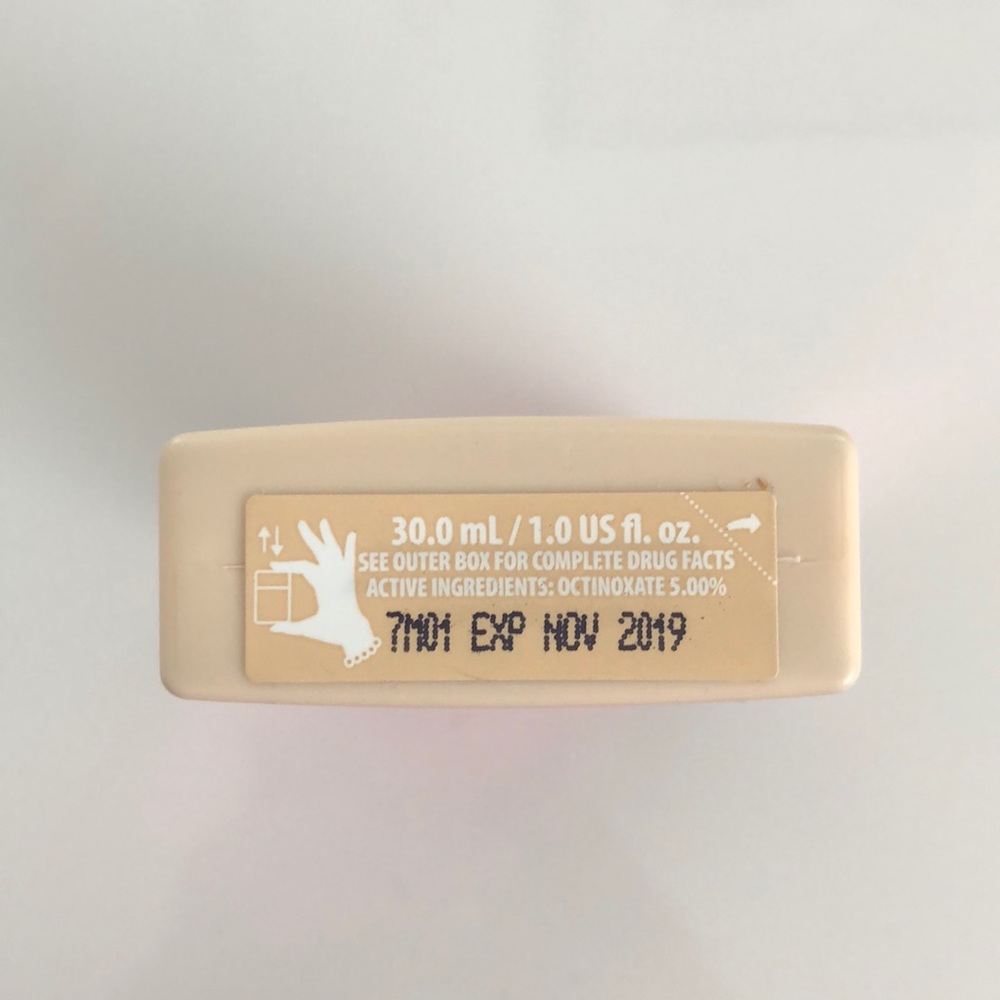 30.0 mL / 1.0 US fl. oz.
SEE OUTER BOX FOR COMPLETE DRUG FACTS
ACTIVE INGREDIENTS: OCTINOXATE 5.00%
7M01 EXP NOV 2019